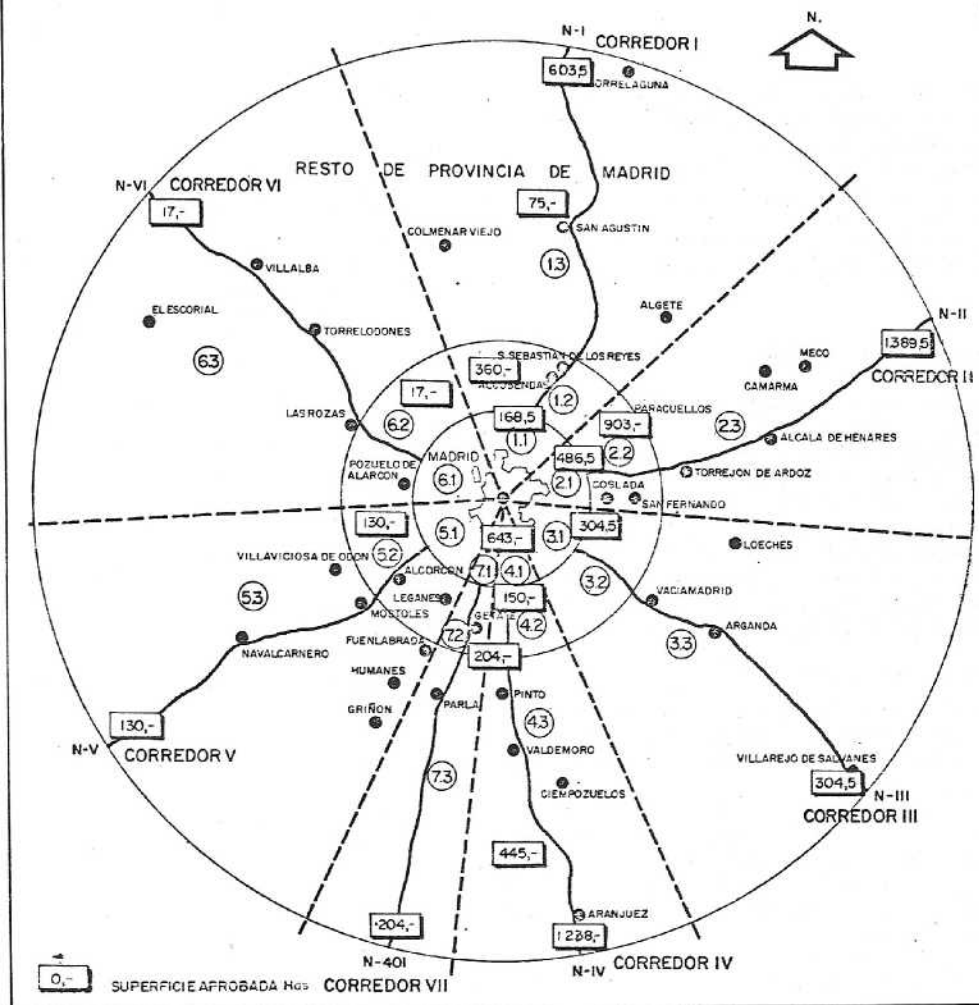 N.
N-I
CORREDOR I
603,5
TORRELAGUNA
RESTO DE PROVINCIA DE MADRID
N-VI
CORREDOR VI
17,-
75,-
SAN AGUSTIN
COLMENAR VIEJO
1.3
VILLALBA
ALGETE
EL ESCORIAL
TORRELODONES
N-II
1.389,5
CORREDOR II
6.3
S. SEBASTIAN DE LOS REYES
360,-
ALCOBENDAS
MECO
CAMARMA
17,-
1.2
PARACUELLOS
LAS ROZAS
6.2
168,5
903,-
2.3
1.1
2.2
ALCALA DE HENARES
MADRID
486,5
POZUELO DE ALARCON
6.1
2.1
TORREJON DE ARDOZ
COSLADA
SAN FERNANDO
130,-
5.1
643,-
3.1
304,5
LOECHES
VILLAVICIOSA DE ODON
5.2
7.1
4.1
3.2
ALCORCON
5.3
LEGANES
150,-
VACIAMADRID
MOSTOLES
GETAFE
4.2
ARGANDA
NAVALCARNERO
FUENLABRADA
7.2
204,-
3.3
HUMANES
PARLA
PINTO
GRIÑON
4.3
130,-
N-V
CORREDOR V
VALDEMORO
7.3
CIEMPOZUELOS
VILLAREJO DE SALVANES
304,5
N-III
CORREDOR III
445,-
ARANJUEZ
204,-
1.238,-
N-401
CORREDOR VII
N-IV
CORREDOR IV
0,-
SUPERFICIE APROBADA Has